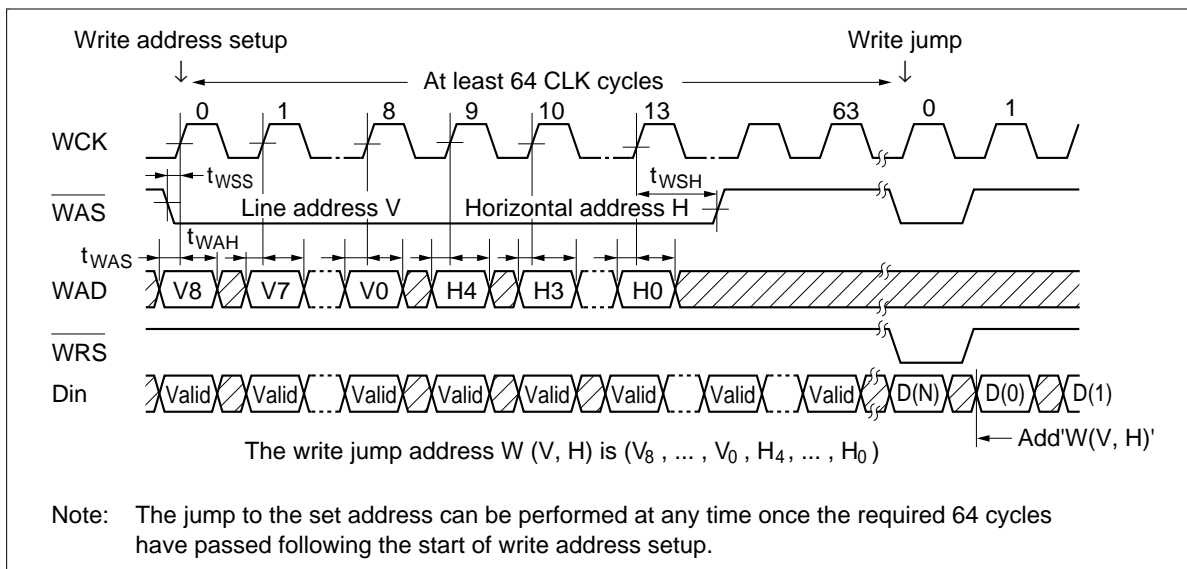 Write address setup Write jump
At least 64 CLK cycles
0 1 8 9 10 13 63 0 1
WCK
tWSS tWSH
WAS Line address V Horizontal address H
tWAH
tWAS
WAD V8 V7 V0 H4 H3 H0
WRS
Din Valid Valid Valid Valid Valid Valid Valid Valid D(N) D(0) D(1)
Add'W(V, H)'
The write jump address W (V, H) is (V8 , ... , V0 , H4 , ... , H0 )
Note: The jump to the set address can be performed at any time once the required 64 cycles
have passed following the start of write address setup.